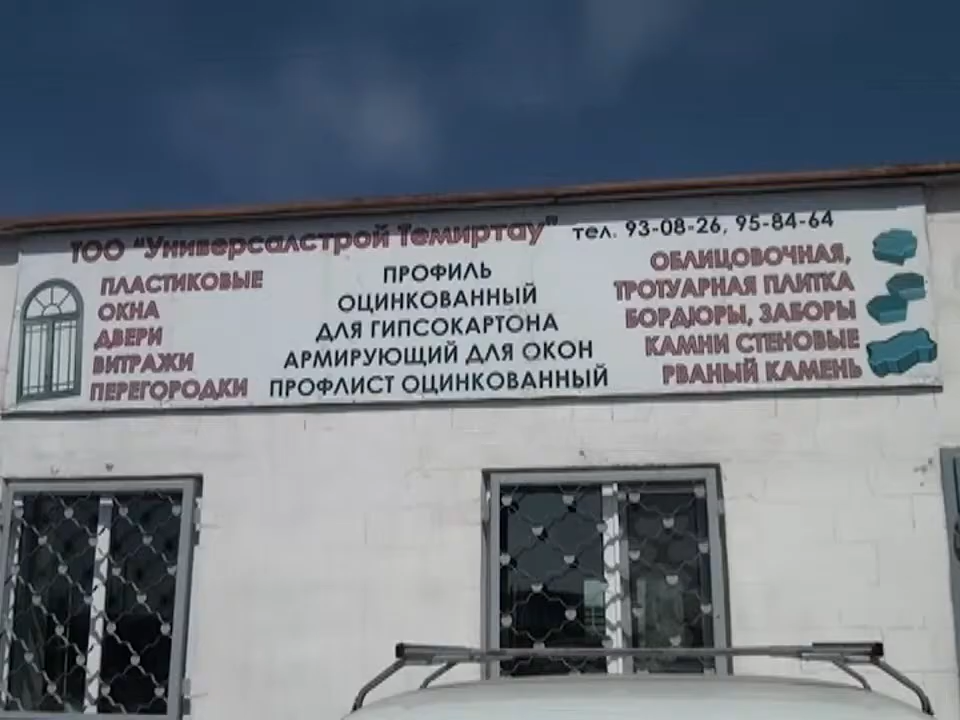 ТОО "Универсалстрой Темиртау" тел. 93-08-26, 95-84-64
ПЛАСТИКОВЫЕ
ОКНА
ДВЕРИ
ВИТРАЖИ
ПЕРЕГОРОДКИ
ПРОФИЛЬ
ОЦИНКОВАННЫЙ
ДЛЯ ГИПСОКАРТОНА
АРМИРУЮЩИЙ ДЛЯ ОКОН
ПРОФЛИСТ ОЦИНКОВАННЫЙ
ОБЛИЦОВОЧНАЯ,
ТРОТУАРНАЯ ПЛИТКА
БОРДЮРЫ, ЗАБОРЫ
КАМНИ СТЕНОВЫЕ
РВАНЫЙ КАМЕНЬ